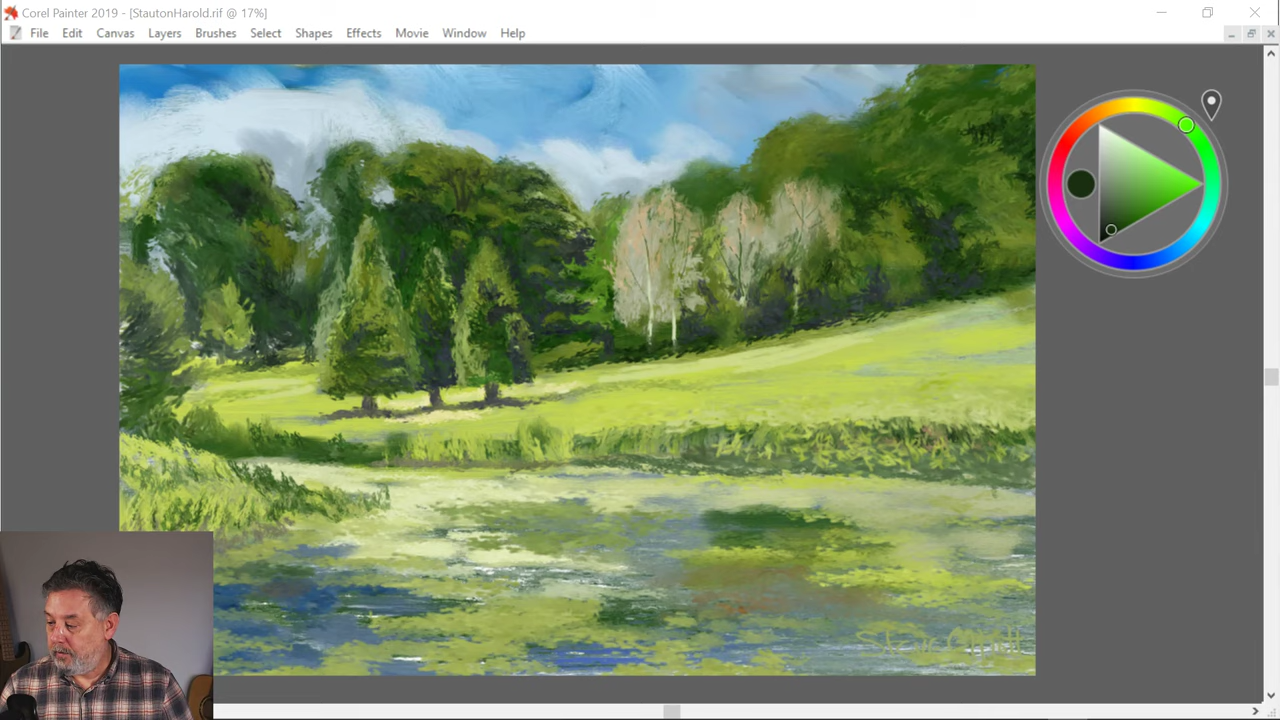 Corel Painter 2019 - [StautonHarold.rif @ 17%]
File Edit Canvas Layers Brushes Select Shapes Effects Movie Window Help